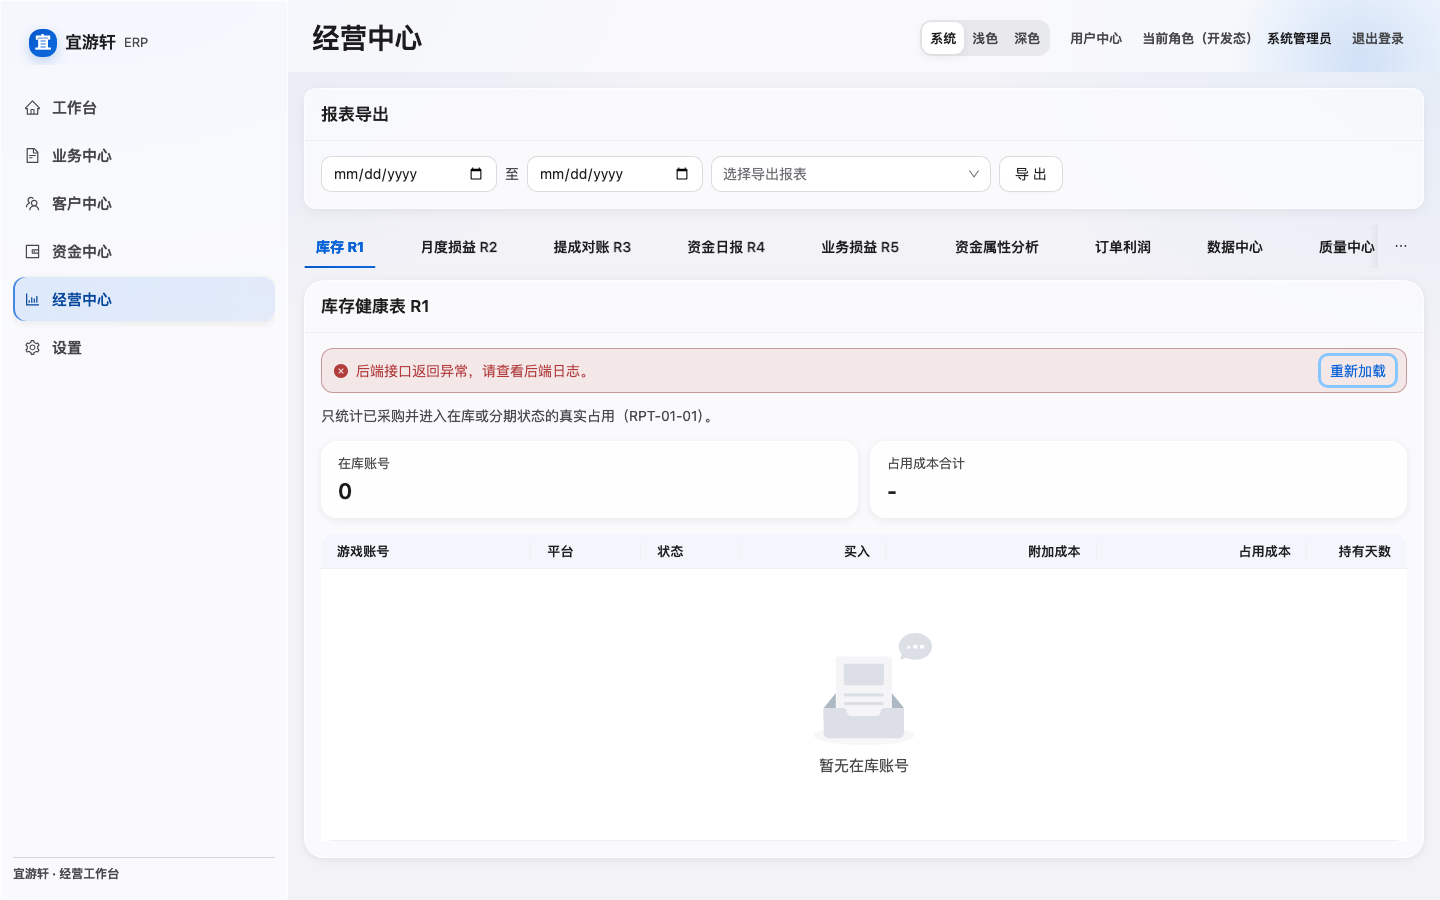 宜 宜游轩 ERP
工作台
业务中心
客户中心
资金中心
经营中心
设置
宜游轩 · 经营工作台
经营中心
系统 浅色 深色 用户中心 当前角色（开发态） 系统管理员 退出登录
报表导出
mm/dd/yyyy 至 mm/dd/yyyy 选择导出报表 导 出
库存 R1 月度损益 R2 提成对账 R3 资金日报 R4 业务损益 R5 资金属性分析 订单利润 数据中心 质量中心 ···
库存健康表 R1
后端接口返回异常，请查看后端日志。 重新加载
只统计已采购并进入在库或分期状态的真实占用（RPT-01-01）。
在库账号
0
占用成本合计
-
游戏账号 平台 状态 买入 附加成本 占用成本 持有天数
暂无在库账号